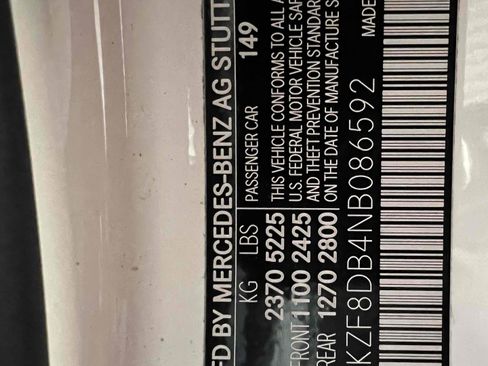 FD BY MERCEDES-BENZ AG STUTT
149
KG LBS PASSENGER CAR
2370 5225 THIS VEHICLE CONFORMS TO ALL A
FRONT 1100 2425 U.S. FEDERAL MOTOR VEHICLE SAF
AND THEFT PREVENTION STANDARD
REAR 1270 2800 ON THE DATE OF MANUFACTURE S
KZF8DB4NB086592
MADE